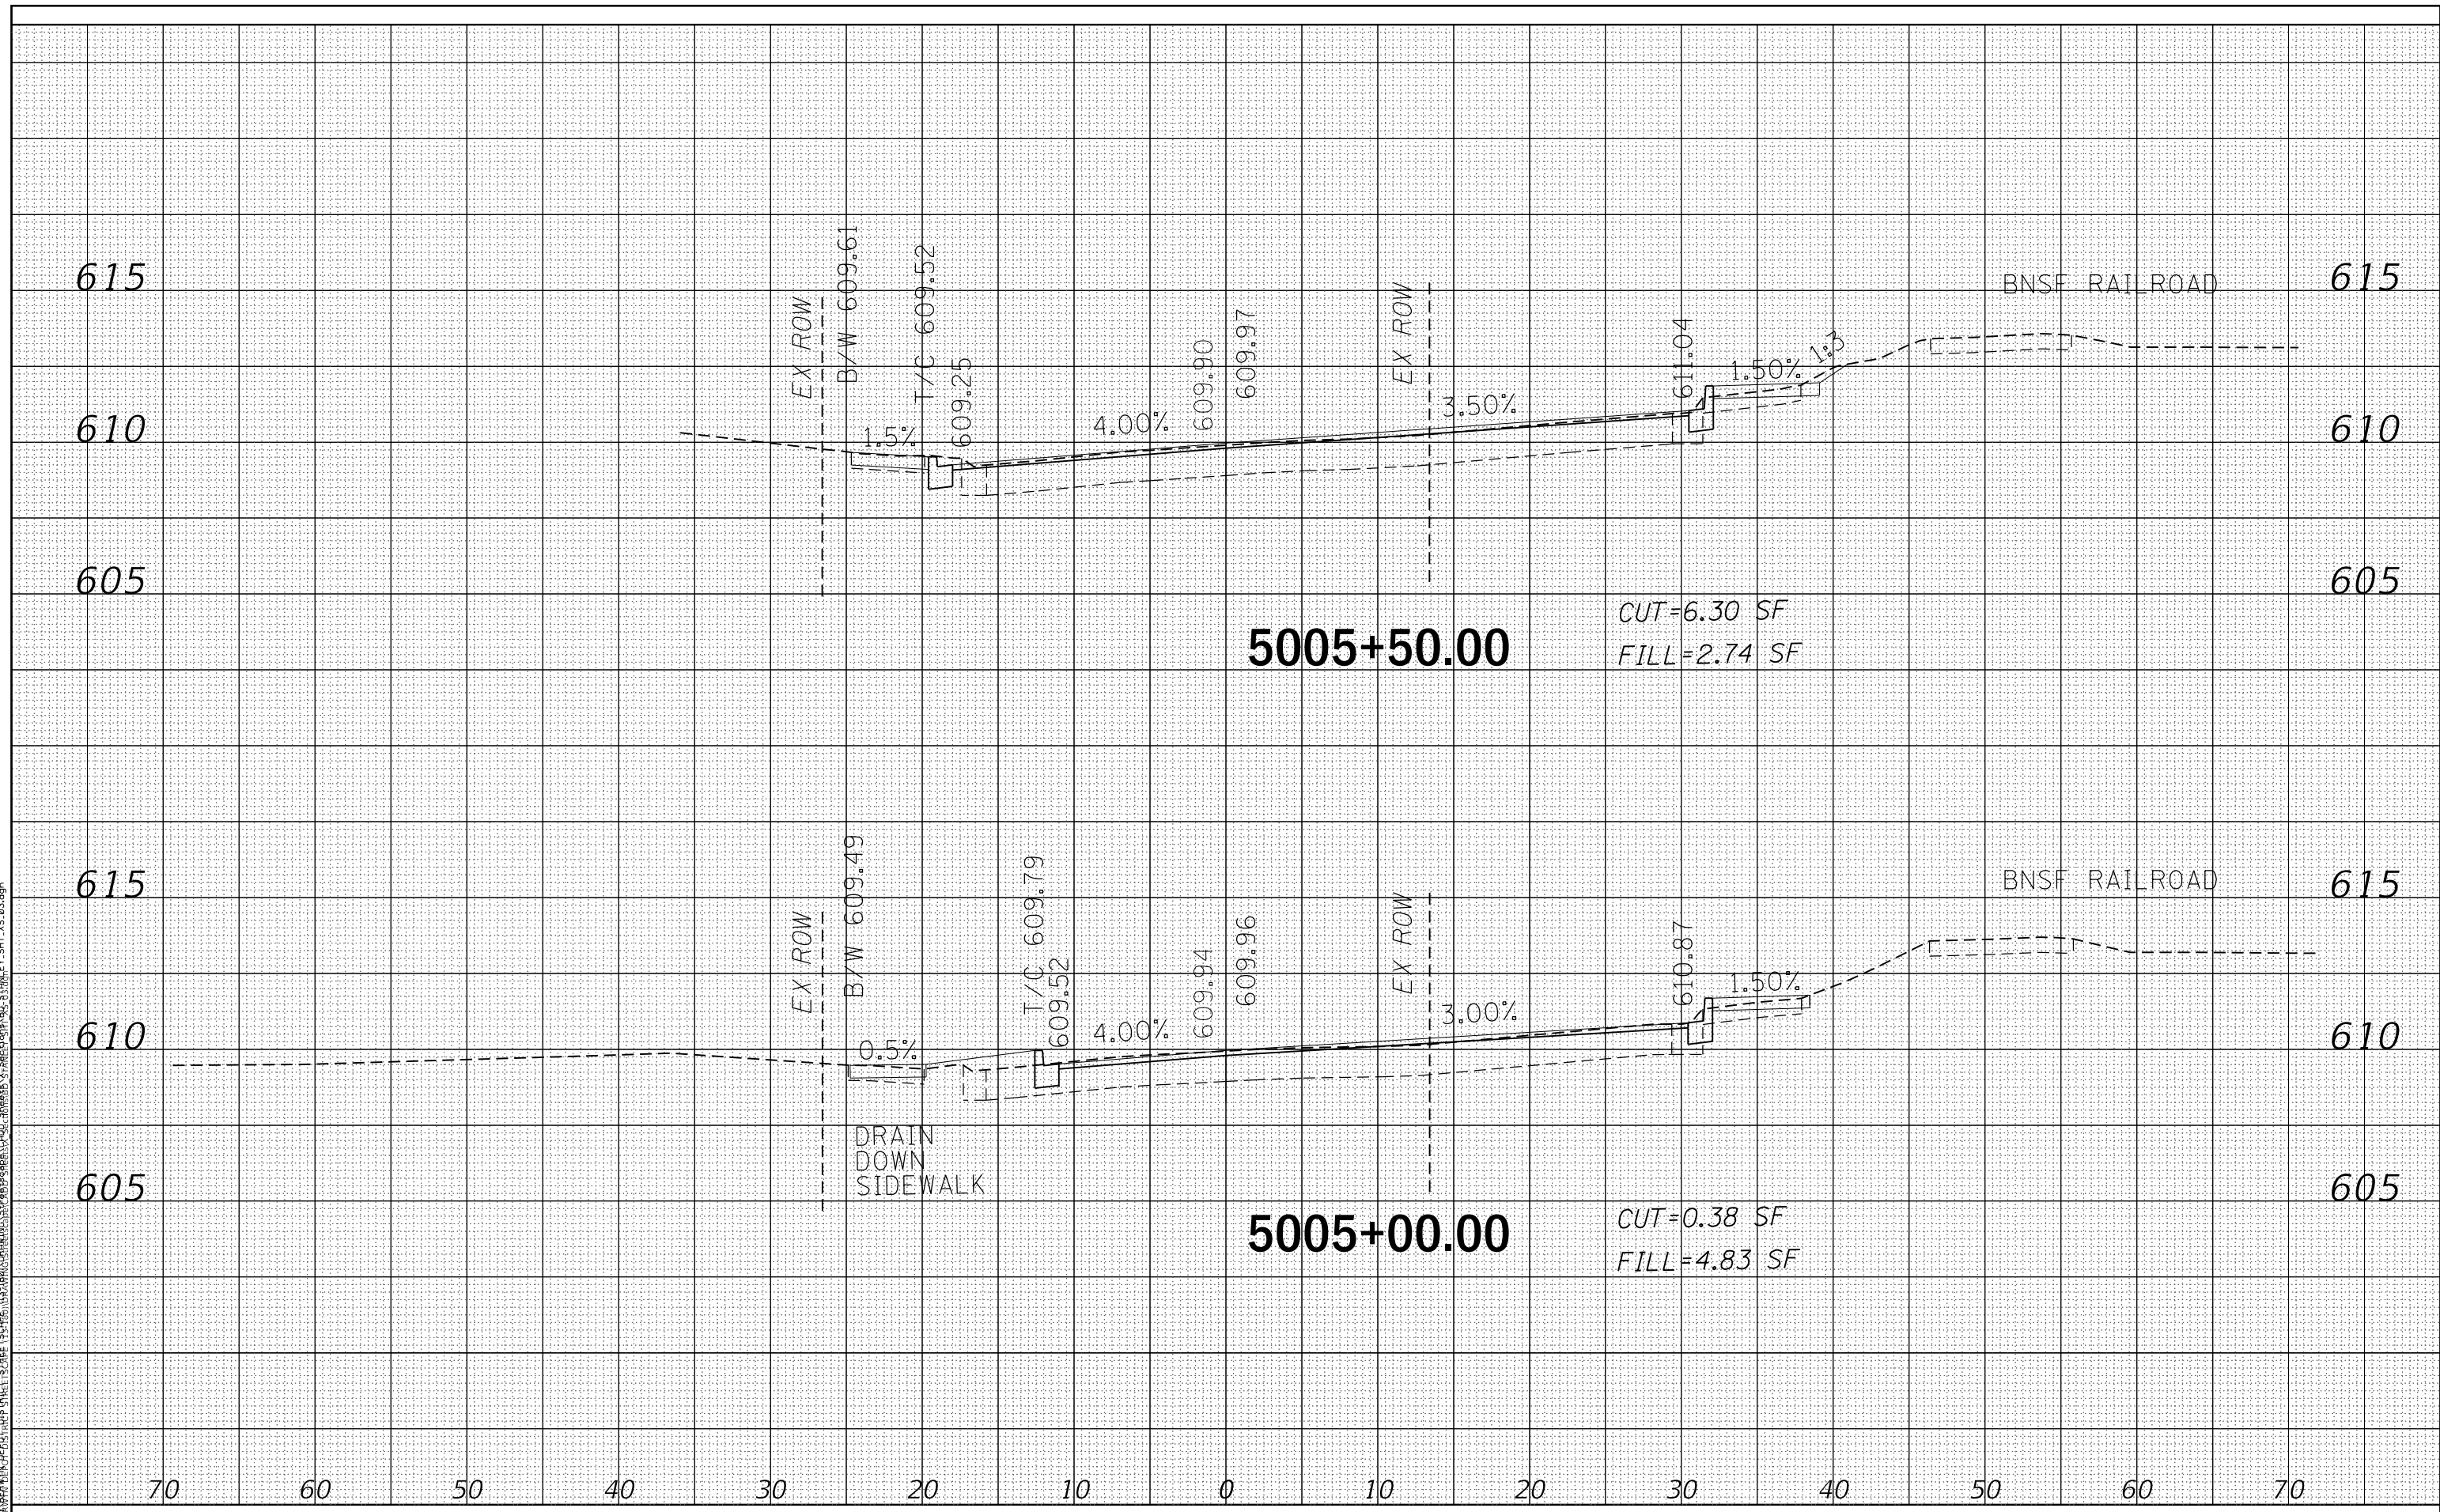 615
EX ROW
B/W 609.61
T/C 609.52
609.25
609.90
609.97
EX ROW
611.04
BNSF RAILROAD
615
1.50%
1:3
610
1.5%
4.00%
3.50%
610
605
605
5005+50.00
CUT=6.30 SF
FILL=2.74 SF
615
EX ROW
B/W 609.49
T/C 609.79
609.52
609.94
609.96
EX ROW
610.87
BNSF RAILROAD
615
1.50%
610
0.5%
4.00%
3.00%
610
DRAIN
DOWN
SIDEWALK
605
605
5005+00.00
CUT=0.38 SF
FILL=4.83 SF
70 60 50 40 30 20 10 0 10 20 30 40 50 60 70